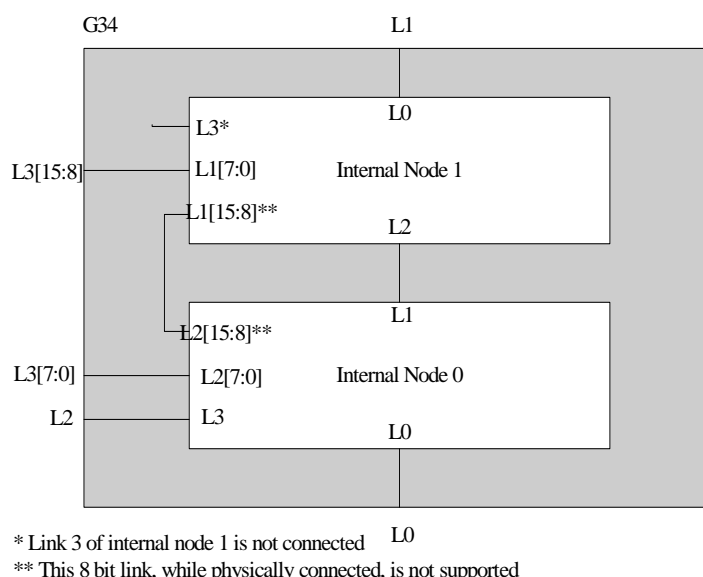 G34
L1
L0
L3*
L3[15:8]
L1[7:0]
Internal Node 1
L1[15:8]**
L2
L1
L2[15:8]**
L3[7:0]
L2[7:0]
Internal Node 0
L2
L3
L0
L0
* Link 3 of internal node 1 is not connected
** This 8 bit link, while physically connected, is not supported